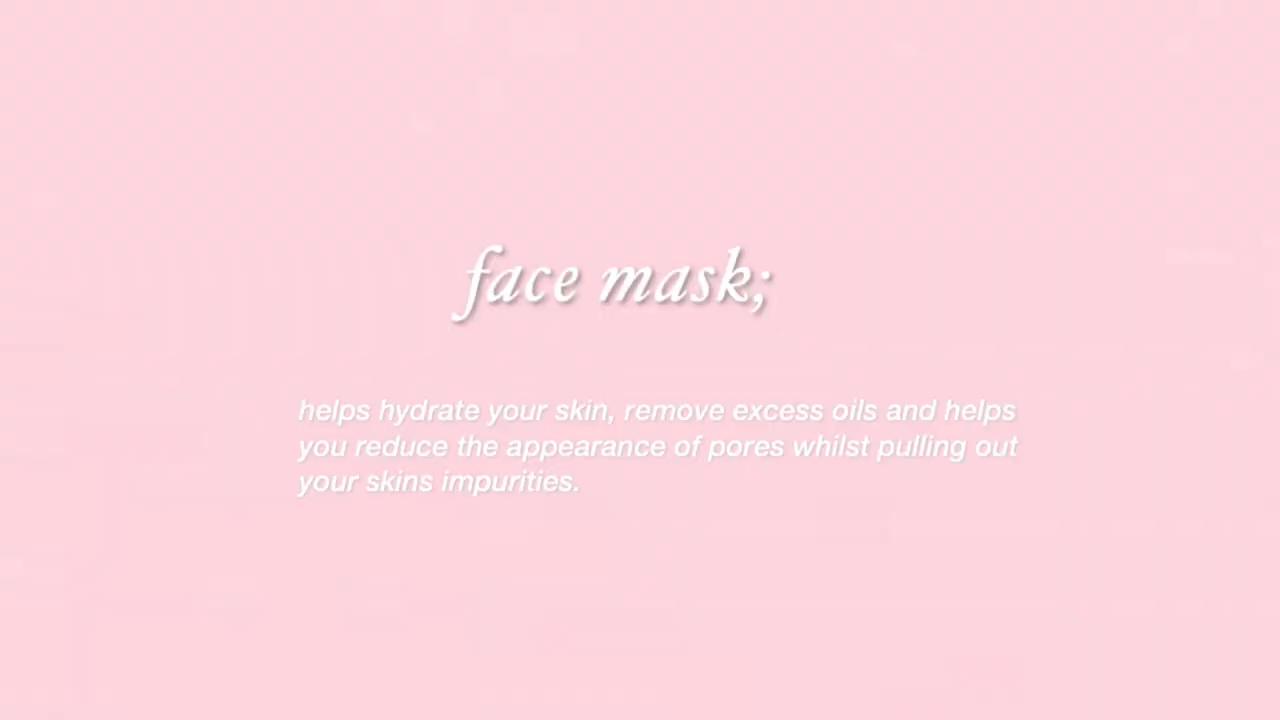 face mask;
helps hydrate your skin, remove excess oils and helps
you reduce the appearance of pores whilst pulling out
your skins impurities.